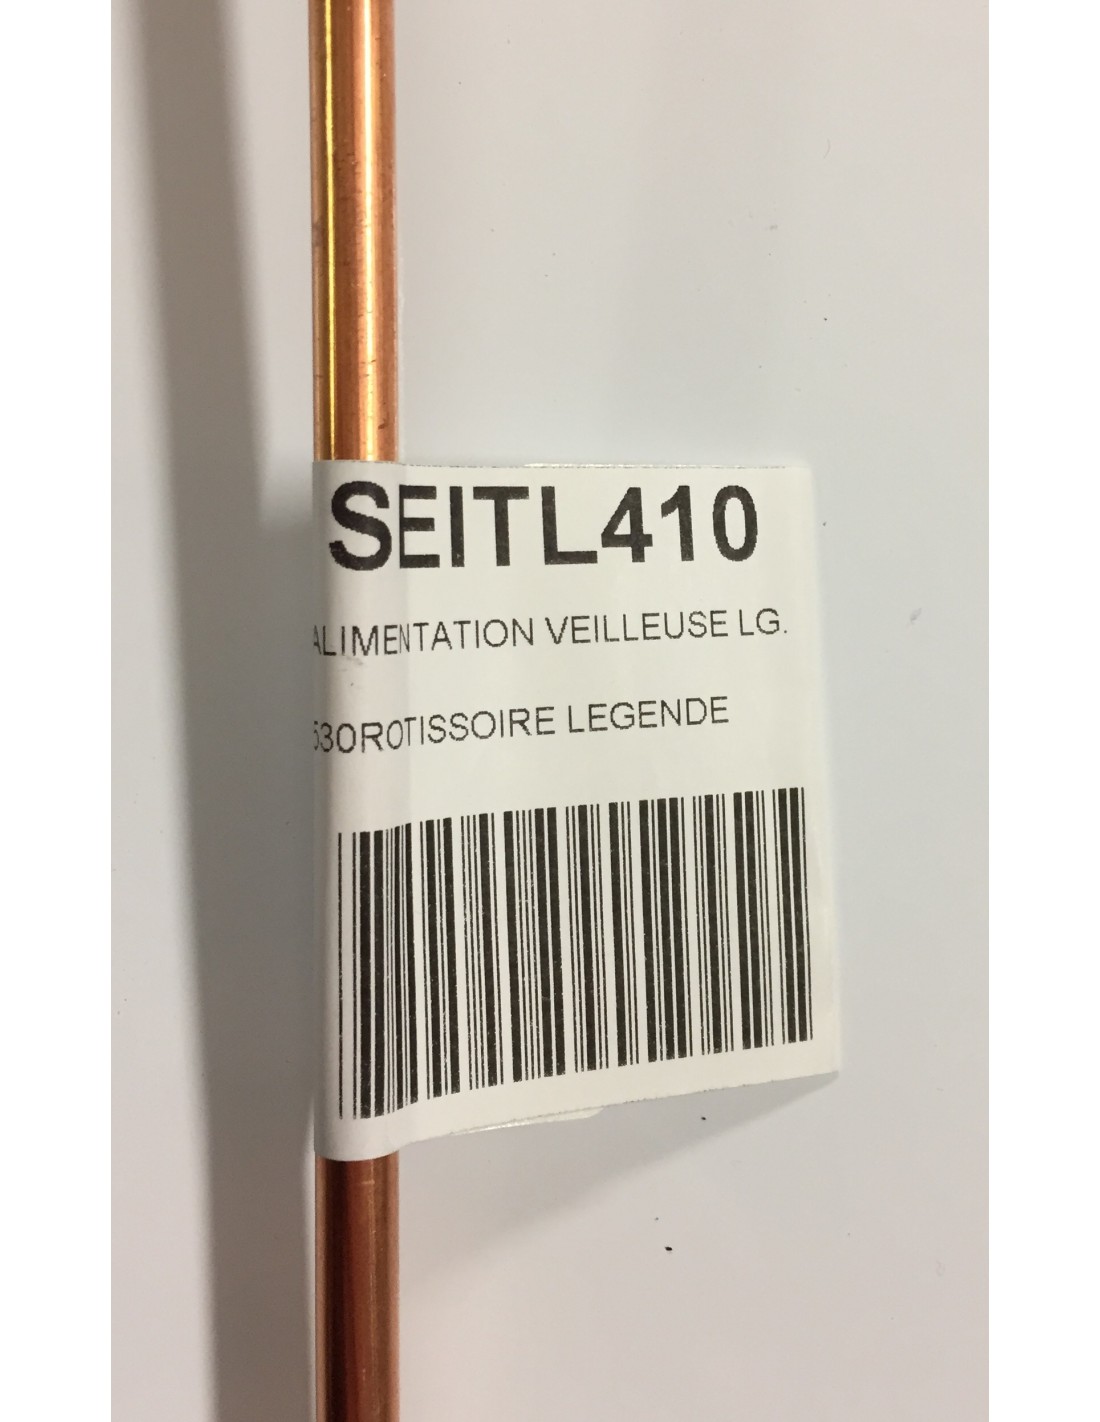 SEITL410
ALIMENTATION VEILLEUSE LG.
530ROTISSOIRE LEGENDE